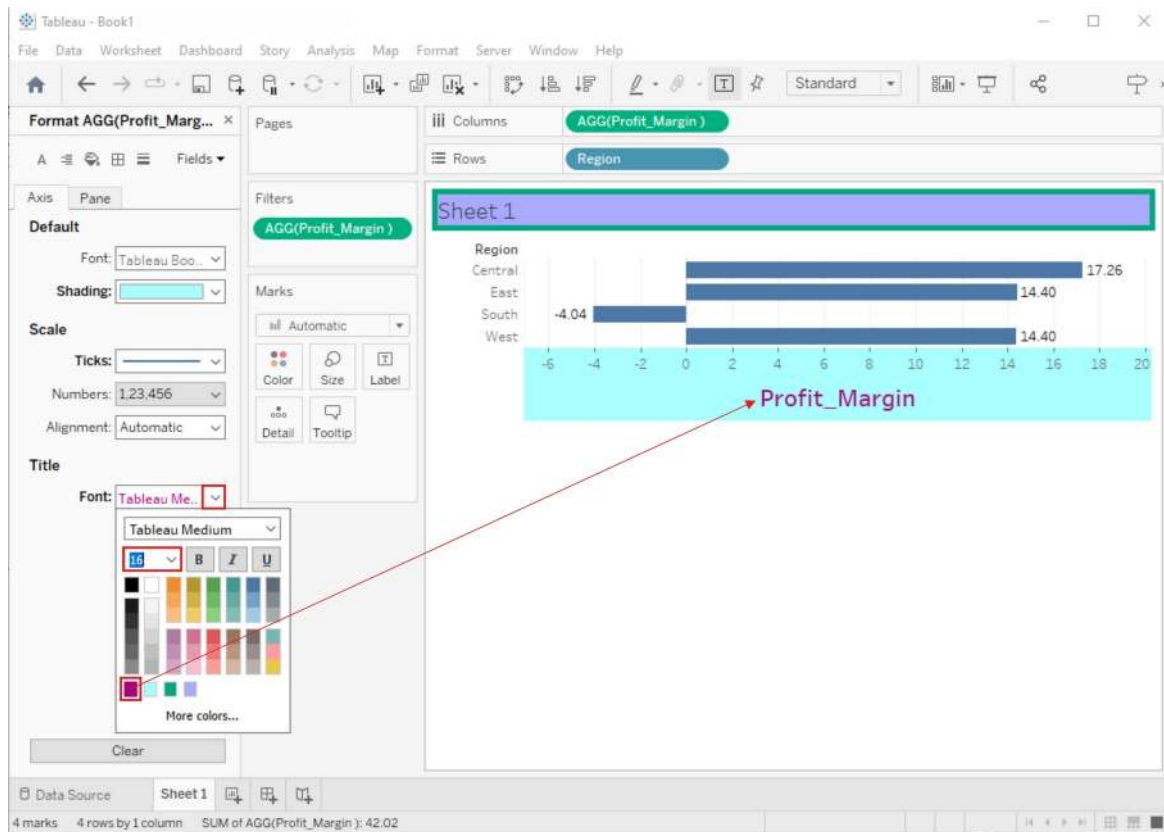 Tableau - Book1
File Data Worksheet Dashboard Story Analysis Map Format Server Window Help
Standard
Format AGG(Profit_Marg... ×
A Fields
Axis Pane
Default
Font: Tableau Boo..
Shading:
Scale
Ticks:
Numbers: 1,23,456
Alignment: Automatic
Title
Font: Tableau Me..
Tableau Medium
16 B I U
More colors...
Clear
Pages
Filters
AGG(Profit_Margin )
Marks
Automatic
Color Size Label
Detail Tooltip
iii Columns AGG(Profit_Margin )
Rows Region
Sheet 1
Region
Central 17.26
East 14.40
South -4.04
West 14.40
-6 -4 -2 0 2 4 6 8 10 12 14 16 18 20
Profit_Margin
Data Source Sheet 1
4 marks 4 rows by 1 column SUM of AGG(Profit_Margin ): 42.02